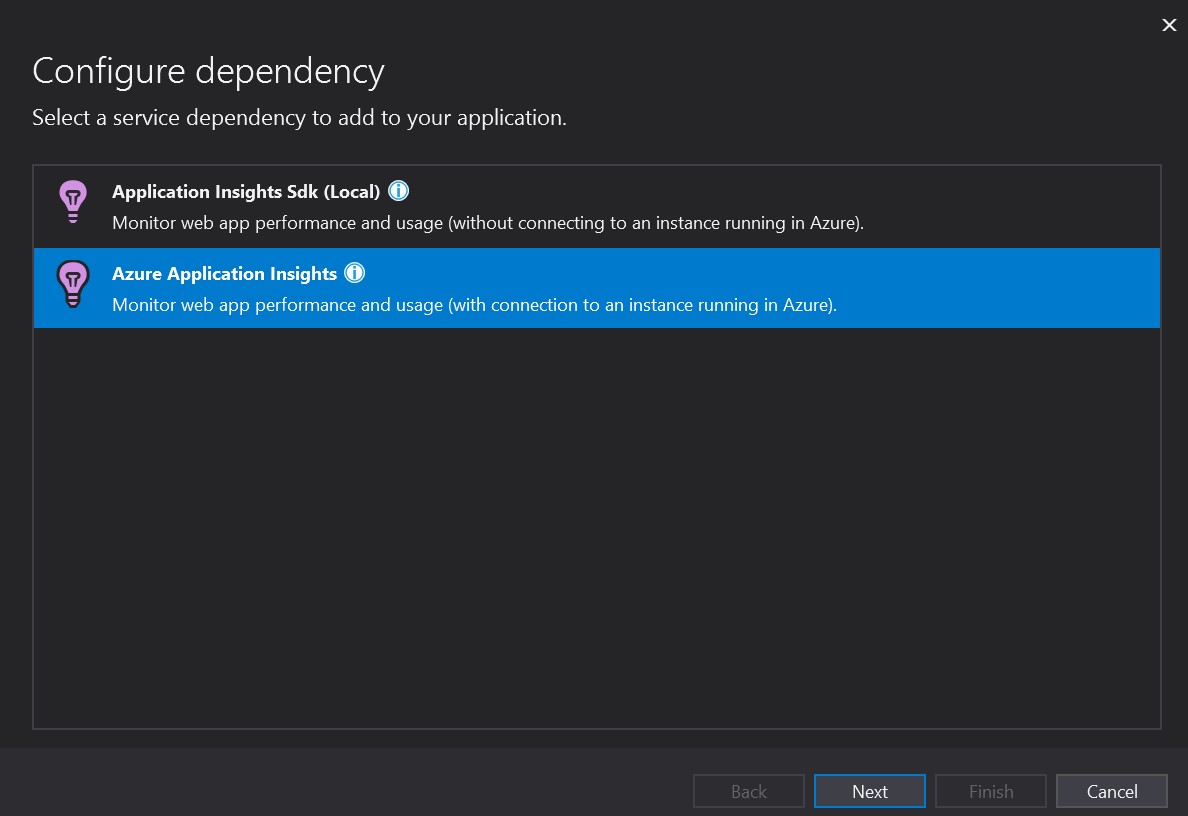 Configure dependency
Select a service dependency to add to your application.
Application Insights Sdk (Local)
Monitor web app performance and usage (without connecting to an instance running in Azure).
Azure Application Insights
Monitor web app performance and usage (with connection to an instance running in Azure).
Back Next Finish Cancel